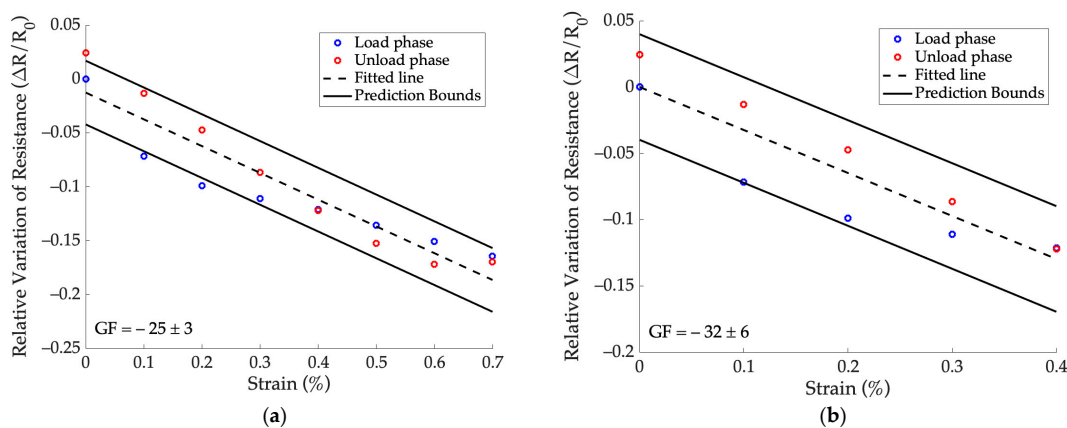 (a)
Relative Variation of Resistance (ΔR/R0)
0.05
0
−0.05
−0.1
−0.15
−0.2
−0.25
Load phase
Unload phase
Fitted line
Prediction Bounds
GF = − 25 ± 3
0 0.1 0.2 0.3 0.4 0.5 0.6 0.7
Strain (%)
(a)
(b)
Relative Variation of Resistance (ΔR/R0)
0.05
0
−0.05
−0.1
−0.15
−0.2
Load phase
Unload phase
Fitted line
Prediction Bounds
GF = − 32 ± 6
0 0.1 0.2 0.3 0.4
Strain (%)
(b)